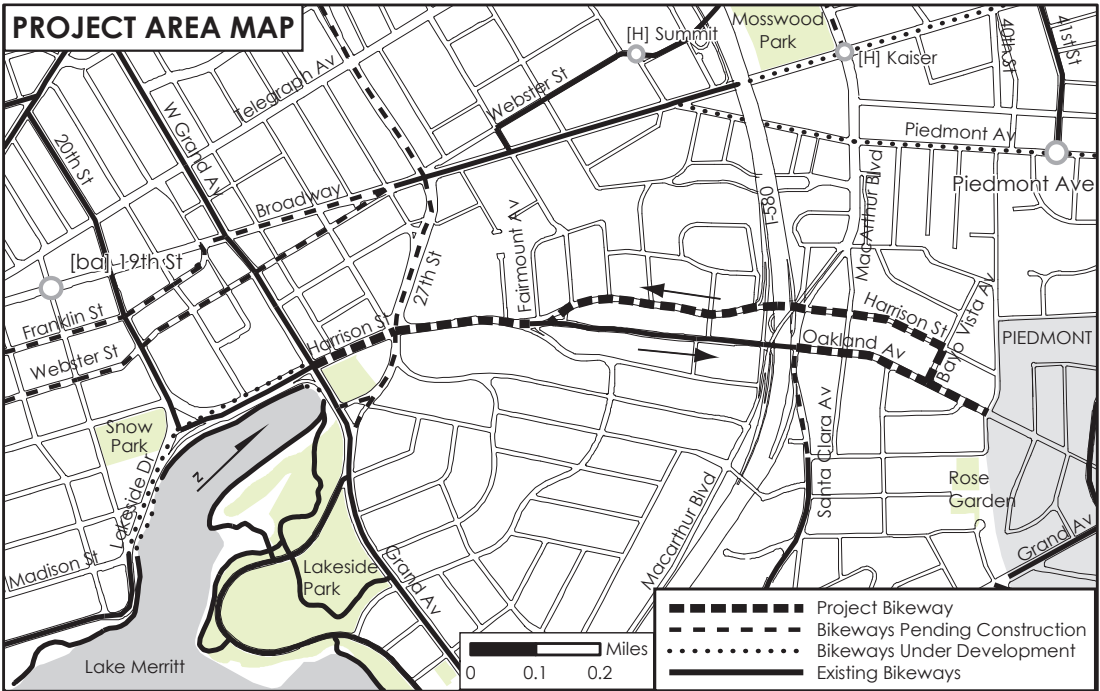 PROJECT AREA MAP
Mosswood
Park
[H] Summit
[H] Kaiser
40th St
41st St
Telegraph Av
Webster St
W Grand Av
20th St
Piedmont Av
Piedmont Ave
Broadway
I-580
MacArthur Blvd
[ba] 19th St
27th St
Fairmount Av
Franklin St
Harrison St
Harrison St
Bayo Vista Av
Webster St
Oakland Av
PIEDMONT
Snow
Park
Santa Clara Av
N
Lakeside Dr
Rose
Garden
Macarthur Blvd
Grand Av
Madison St
Lakeside
Park
Grand Av
Lake Merritt
Miles
0 0.1 0.2
Project Bikeway
Bikeways Pending Construction
Bikeways Under Development
Existing Bikeways